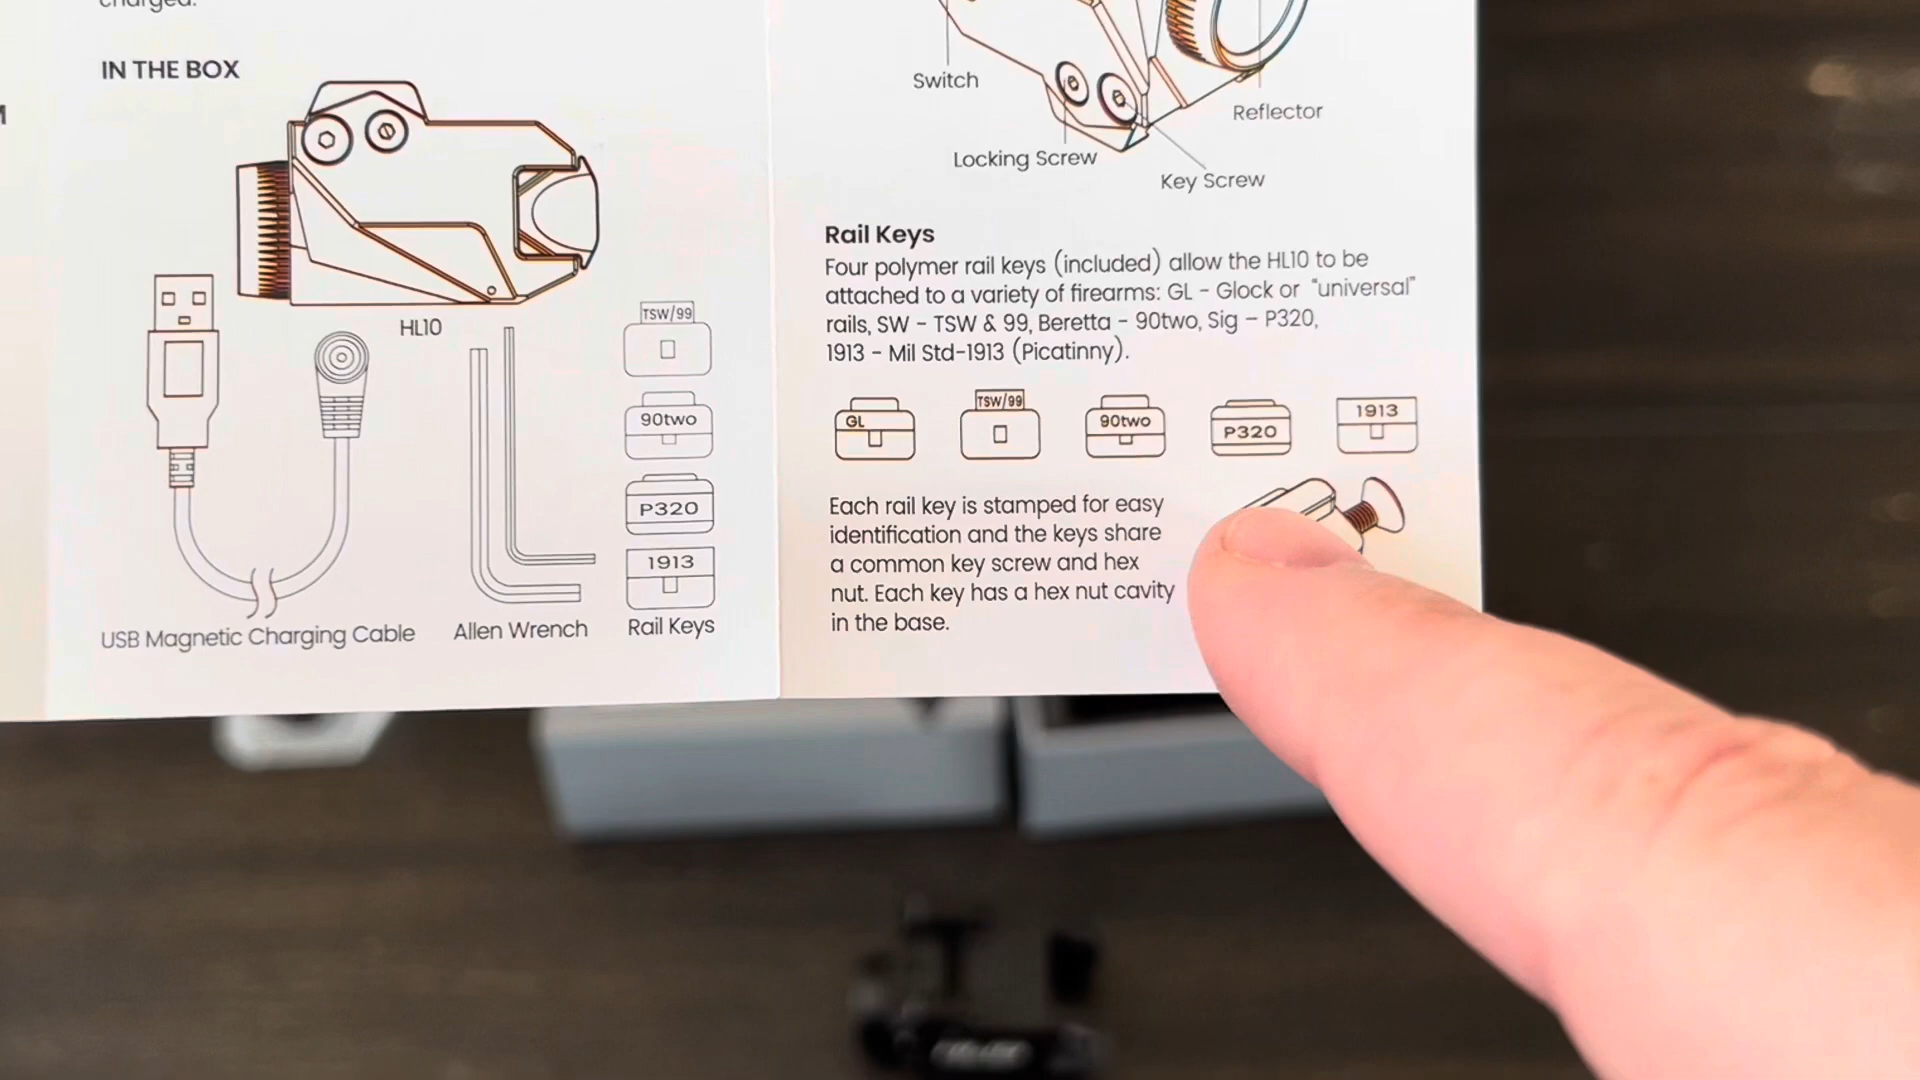 charged.
IN THE BOX
HL10
TSW/99
90two
P320
1913
USB Magnetic Charging Cable
Allen Wrench
Rail Keys
Switch
Reflector
Locking Screw
Key Screw
Rail Keys
Four polymer rail keys (included) allow the HL10 to be
attached to a variety of firearms: GL - Glock or "universal"
rails, SW - TSW & 99, Beretta - 90two, Sig – P320,
1913 - Mil Std-1913 (Picatinny).
GL
TSW/99
90two
P320
1913
Each rail key is stamped for easy
identification and the keys share
a common key screw and hex
nut. Each key has a hex nut cavity
in the base.